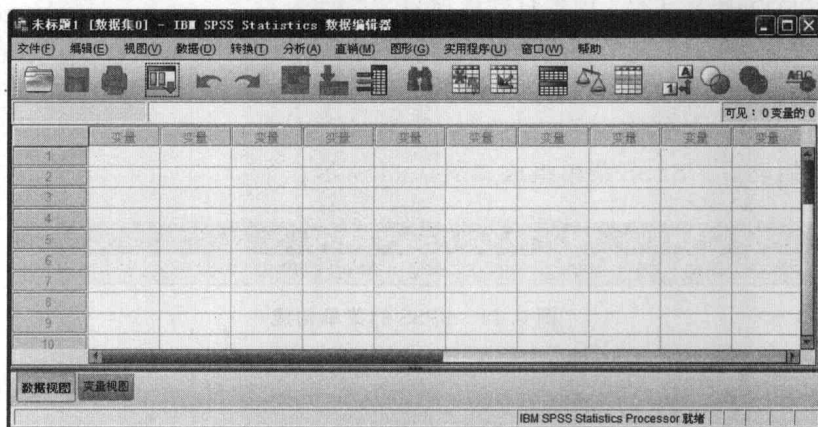 未标题1 [数据集0] - IBM SPSS Statistics 数据编辑器
文件(F) 编辑(E) 视图(V) 数据(D) 转换(T) 分析(A) 直销(M) 图形(G) 实用程序(U) 窗口(W) 帮助
A
1
ABC
可见：0 变量的 0
变量 变量 变量 变量 变量 变量 变量 变量 变量 变量
1
2
3
4
5
6
7
8
9
10
数据视图 变量视图
IBM SPSS Statistics Processor 就绪